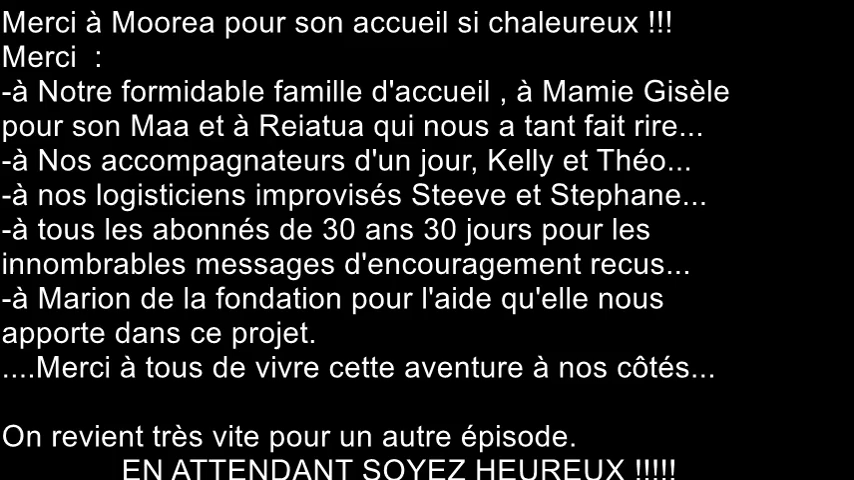 Merci à Moorea pour son accueil si chaleureux !!!
Merci  :
-à Notre formidable famille d'accueil , à Mamie Gisèle
pour son Maa et à Reiatua qui nous a tant fait rire...
-à Nos accompagnateurs d'un jour, Kelly et Théo...
-à nos logisticiens improvisés Steeve et Stephane...
-à tous les abonnés de 30 ans 30 jours pour les
innombrables messages d'encouragement recus...
-à Marion de la fondation pour l'aide qu'elle nous
apporte dans ce projet.
....Merci à tous de vivre cette aventure à nos côtés...
On revient très vite pour un autre épisode.
EN ATTENDANT SOYEZ HEUREUX !!!!!